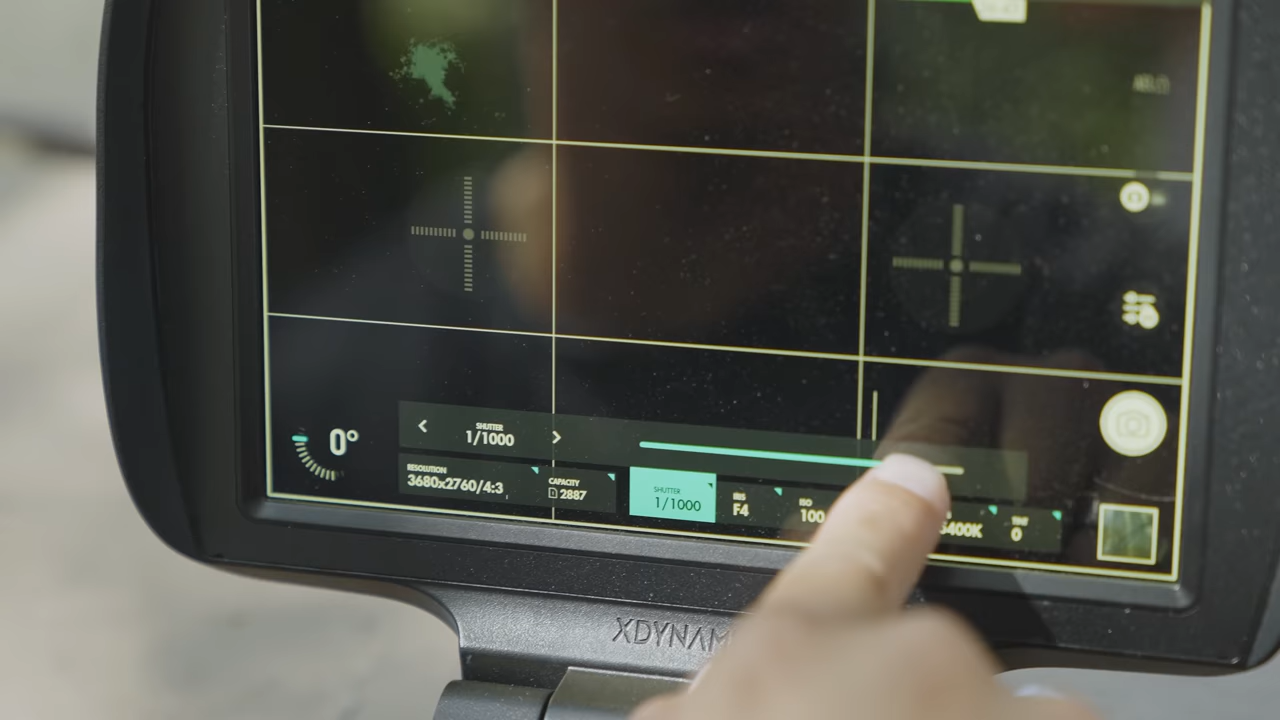 0°
SHUTTER
1/1000
RESOLUTION
3680x2760/4:3
CAPACITY
2887
SHUTTER
1/1000
IRIS
F4
ISO
100
5400K
TINT
0
XDYNAM